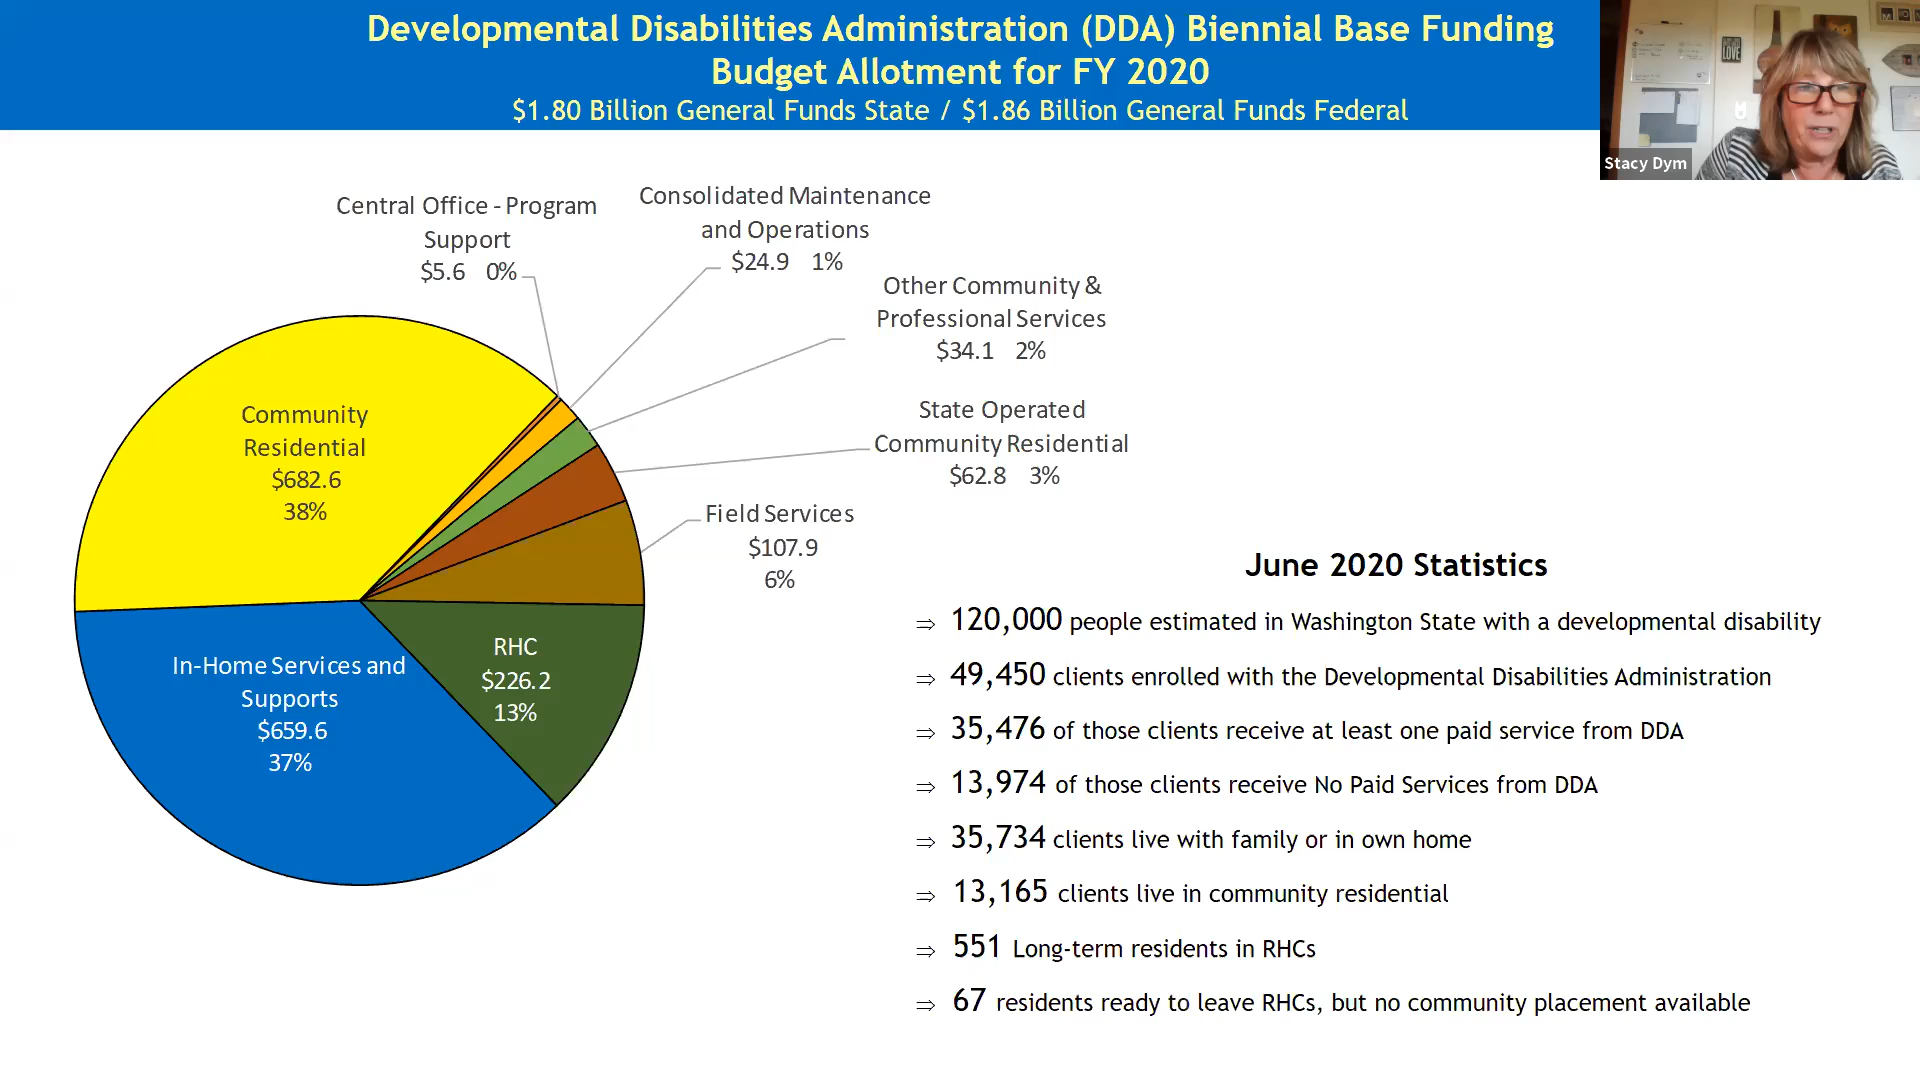 Developmental Disabilities Administration (DDA) Biennial Base Funding
Budget Allotment for FY 2020
$1.80 Billion General Funds State / $1.86 Billion General Funds Federal
LOVE
Stacy Dym
Central Office - Program
Support
$5.6 0%
Consolidated Maintenance
and Operations
$24.9 1%
Other Community &
Professional Services
$34.1 2%
State Operated
Community Residential
$62.8 3%
Field Services
$107.9
6%
Community
Residential
$682.6
38%
In-Home Services and
Supports
$659.6
37%
RHC
$226.2
13%
June 2020 Statistics
⇒ 120,000 people estimated in Washington State with a developmental disability
⇒ 49,450 clients enrolled with the Developmental Disabilities Administration
⇒ 35,476 of those clients receive at least one paid service from DDA
⇒ 13,974 of those clients receive No Paid Services from DDA
⇒ 35,734 clients live with family or in own home
⇒ 13,165 clients live in community residential
⇒ 551 Long-term residents in RHCs
⇒ 67 residents ready to leave RHCs, but no community placement available